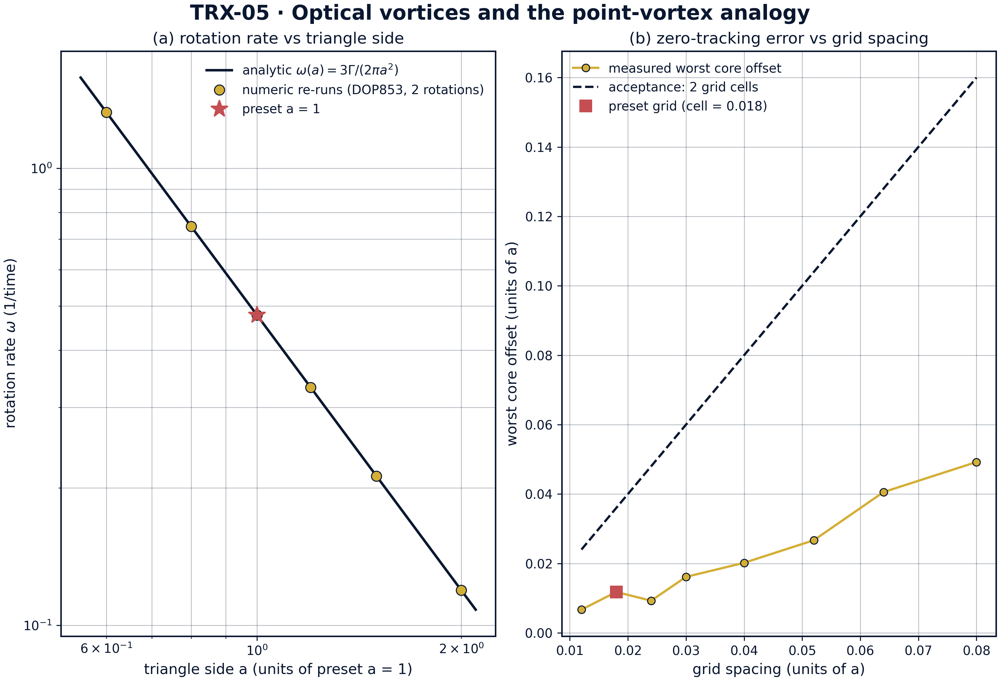 TRX-05 · Optical vortices and the point-vortex analogy
(a) rotation rate vs triangle side
analytic ω(a) = 3Γ/(2πa²)
numeric re-runs (DOP853, 2 rotations)
preset a = 1
rotation rate ω (1/time)
10⁰
10⁻¹
6 × 10⁻¹
10⁰
2 × 10⁰
triangle side a (units of preset a = 1)
(b) zero-tracking error vs grid spacing
measured worst core offset
acceptance: 2 grid cells
preset grid (cell = 0.018)
worst core offset (units of a)
0.16
0.14
0.12
0.10
0.08
0.06
0.04
0.02
0.00
0.01
0.02
0.03
0.04
0.05
0.06
0.07
0.08
grid spacing (units of a)